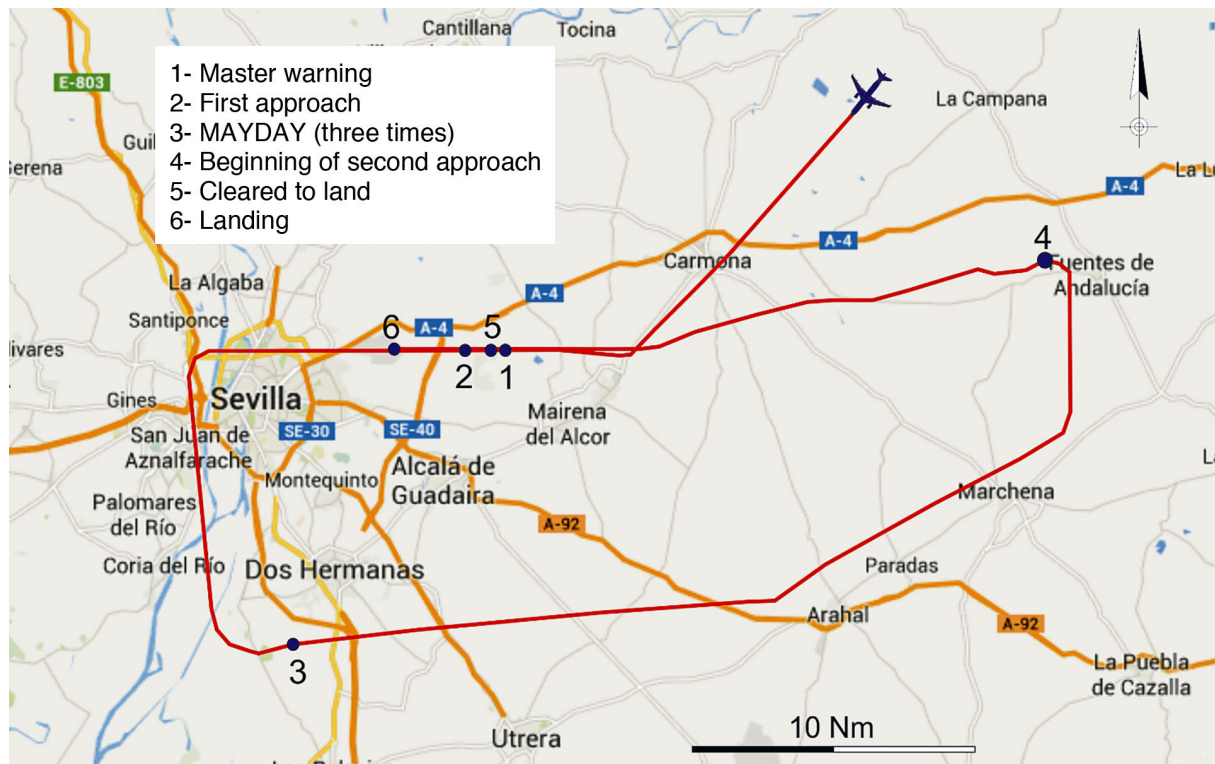 Cantillana
Tocina
E-803
1- Master warning
2- First approach
3- MAYDAY (three times)
4- Beginning of second approach
5- Cleared to land
6- Landing
La Campana
A-4
A-4
4
Carmona
Fuentes de
Andalucía
La Algaba
A-4
Santiponce
6
A-4
5
2
1
Gines
Sevilla
Mairena
del Alcor
SE-30
SE-40
San Juan de
Aznalfarache
Alcalá de
Guadaira
Montequinto
Marchena
Palomares
del Río
A-92
Coria del Río
Dos Hermanas
Paradas
Arahal
A-92
3
La Puebla
de Cazalla
10 Nm
Utrera